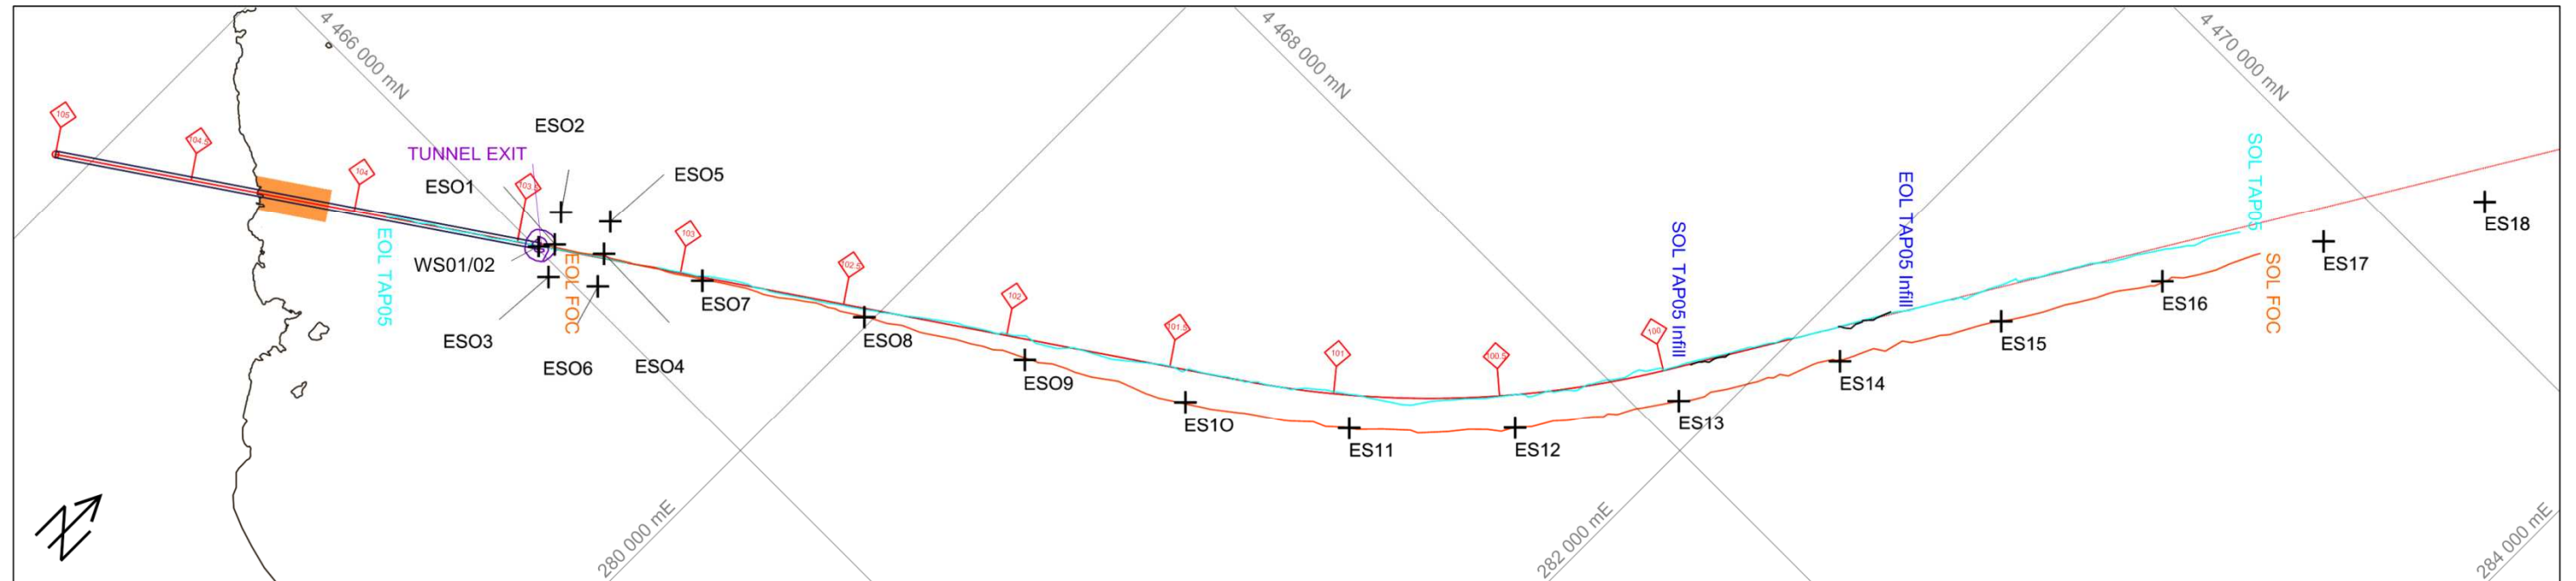 4 466 000 mN
4 468 000 mN
4 470 000 mN
105
104.5
104
TUNNEL EXIT
ESO2
ESO1
103.5
ESO5
WS01/02
EOL TAP05
EOL FOC
ESO3
ESO6
ESO4
103
ESO7
102.5
ESO8
102
ESO9
101.5
ES1O
101
ES11
100.5
ES12
100
SOL TAP05 Infill
ES13
EOL TAP05 Infill
ES14
ES15
ES16
SOL TAP05
SOL FOC
ES17
ES18
N
280 000 mE
282 000 mE
284 000 mE